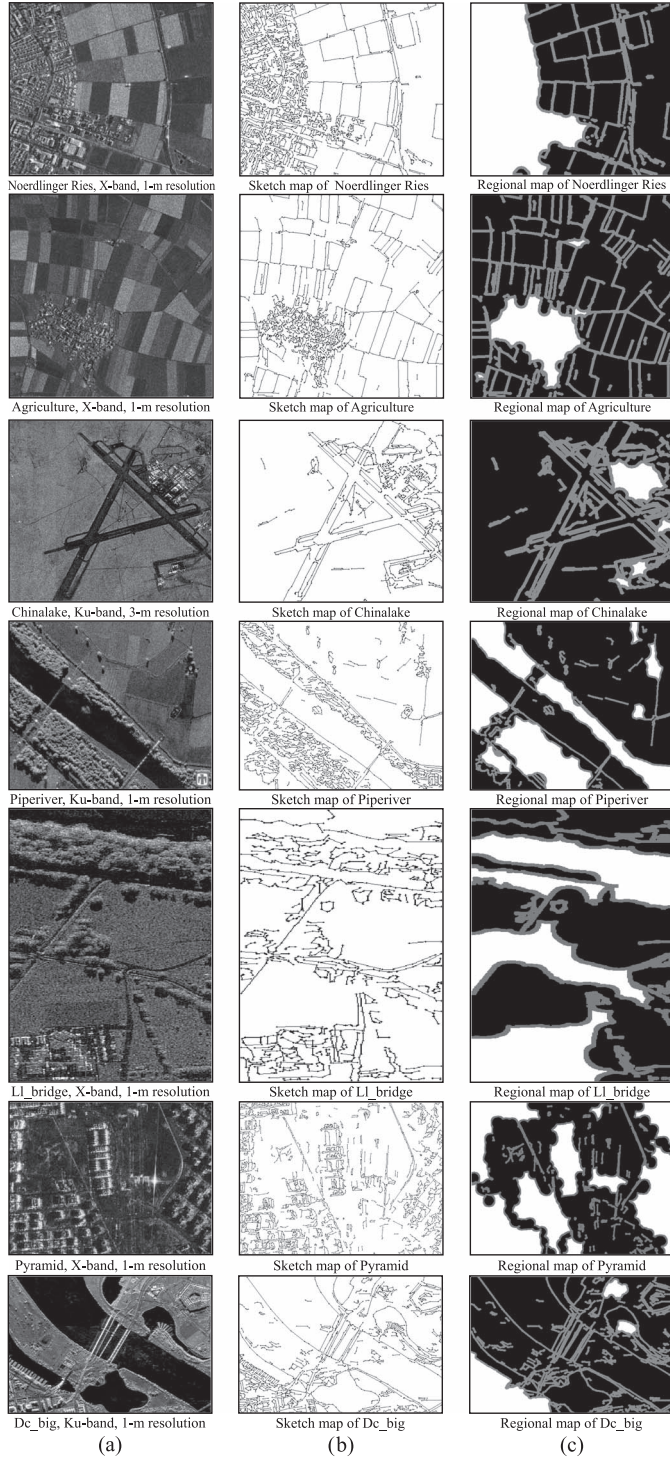 Noerdlinger Ries, X-band, 1-m resolution
Sketch map of Noerdlinger Ries
Regional map of Noerdlinger Ries
Agriculture, X-band, 1-m resolution
Sketch map of Agriculture
Regional map of Agriculture
Chinalake, Ku-band, 3-m resolution
Sketch map of Chinalake
Regional map of Chinalake
Piperiver, Ku-band, 1-m resolution
Sketch map of Piperiver
Regional map of Piperiver
Ll_bridge, X-band, 1-m resolution
Sketch map of Ll_bridge
Regional map of Ll_bridge
Pyramid, X-band, 1-m resolution
Sketch map of Pyramid
Regional map of Pyramid
Dc_big, Ku-band, 1-m resolution
Sketch map of Dc_big
Regional map of Dc_big
(a)
(b)
(c)